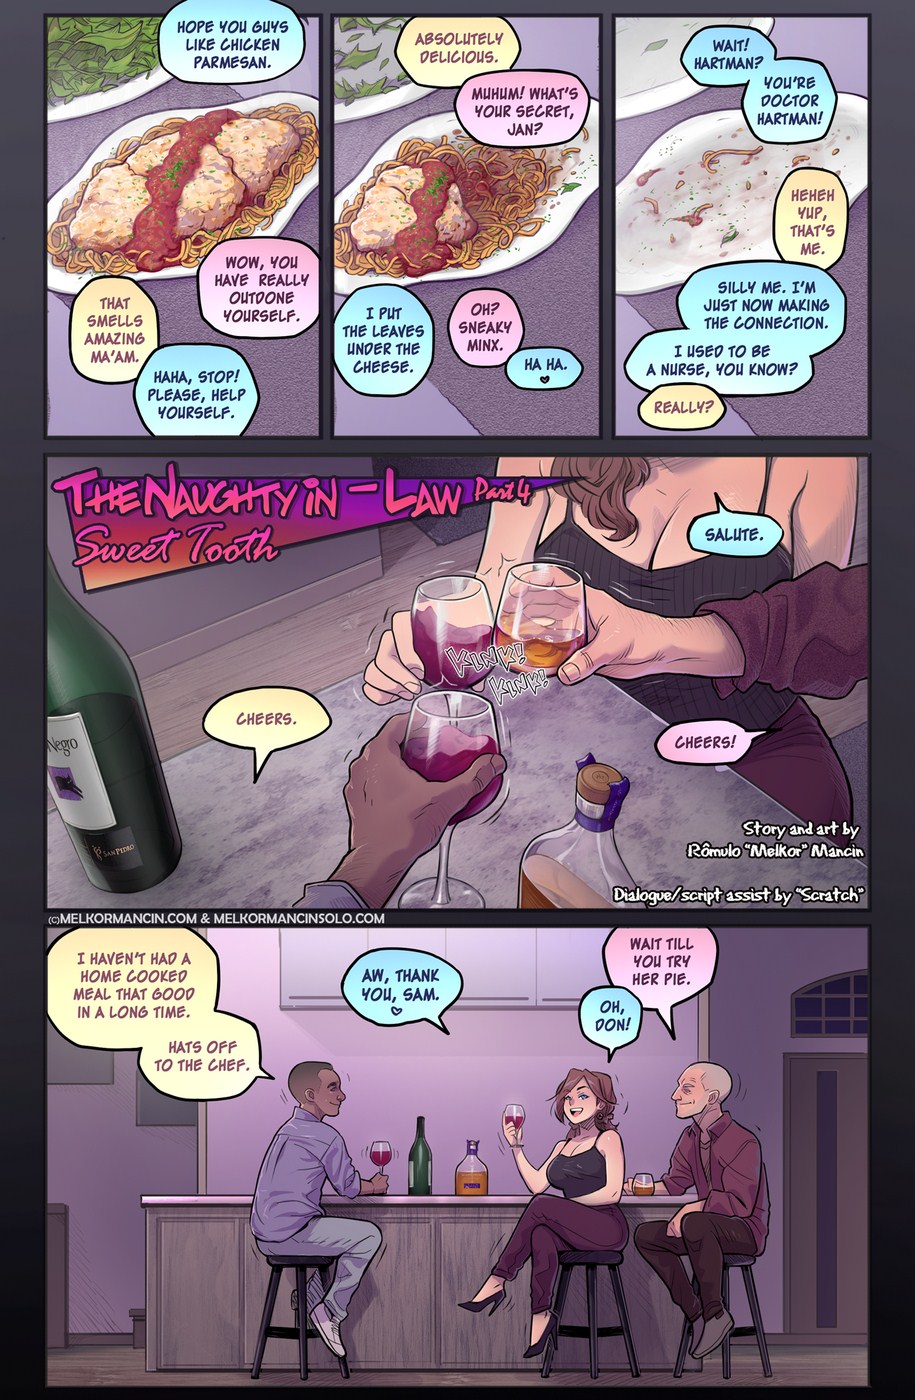 HOPE YOU GUYS
LIKE CHICKEN
PARMESAN.
WOW, YOU
HAVE REALLY
OUTDONE
YOURSELF.
THAT
SMELLS
AMAZING
MA'AM.
HAHA, STOP!
PLEASE, HELP
YOURSELF.
ABSOLUTELY
DELICIOUS.
MUHUM! WHAT'S
YOUR SECRET,
JAN?
I PUT
THE LEAVES
UNDER THE
CHEESE.
OH?
SNEAKY
MINX.
HA HA.
♥
WAIT!
HARTMAN?
YOU'RE
DOCTOR
HARTMAN!
HEHEH
YUP,
THAT'S
ME.
SILLY ME. I'M
JUST NOW MAKING
THE CONNECTION.
I USED TO BE
A NURSE, YOU KNOW?
REALLY?
THE NAUGHTY IN - LAW Part 4
Sweet Tooth
SALUTE.
KLNK!
KLNK!
CHEERS.
CHEERS!
Negro
SAN PEDRO
Story and art by
Rômulo "Melkor" Mancin
Dialogue/script assist by "Scratch"
(C)MELKORMANCIN.COM & MELKORMANCINSOLO.COM
I HAVEN'T HAD A
HOME COOKED
MEAL THAT GOOD
IN A LONG TIME.
HATS OFF
TO THE CHEF.
AW, THANK
YOU, SAM.
♥
WAIT TILL
YOU TRY
HER PIE.
OH,
DON!